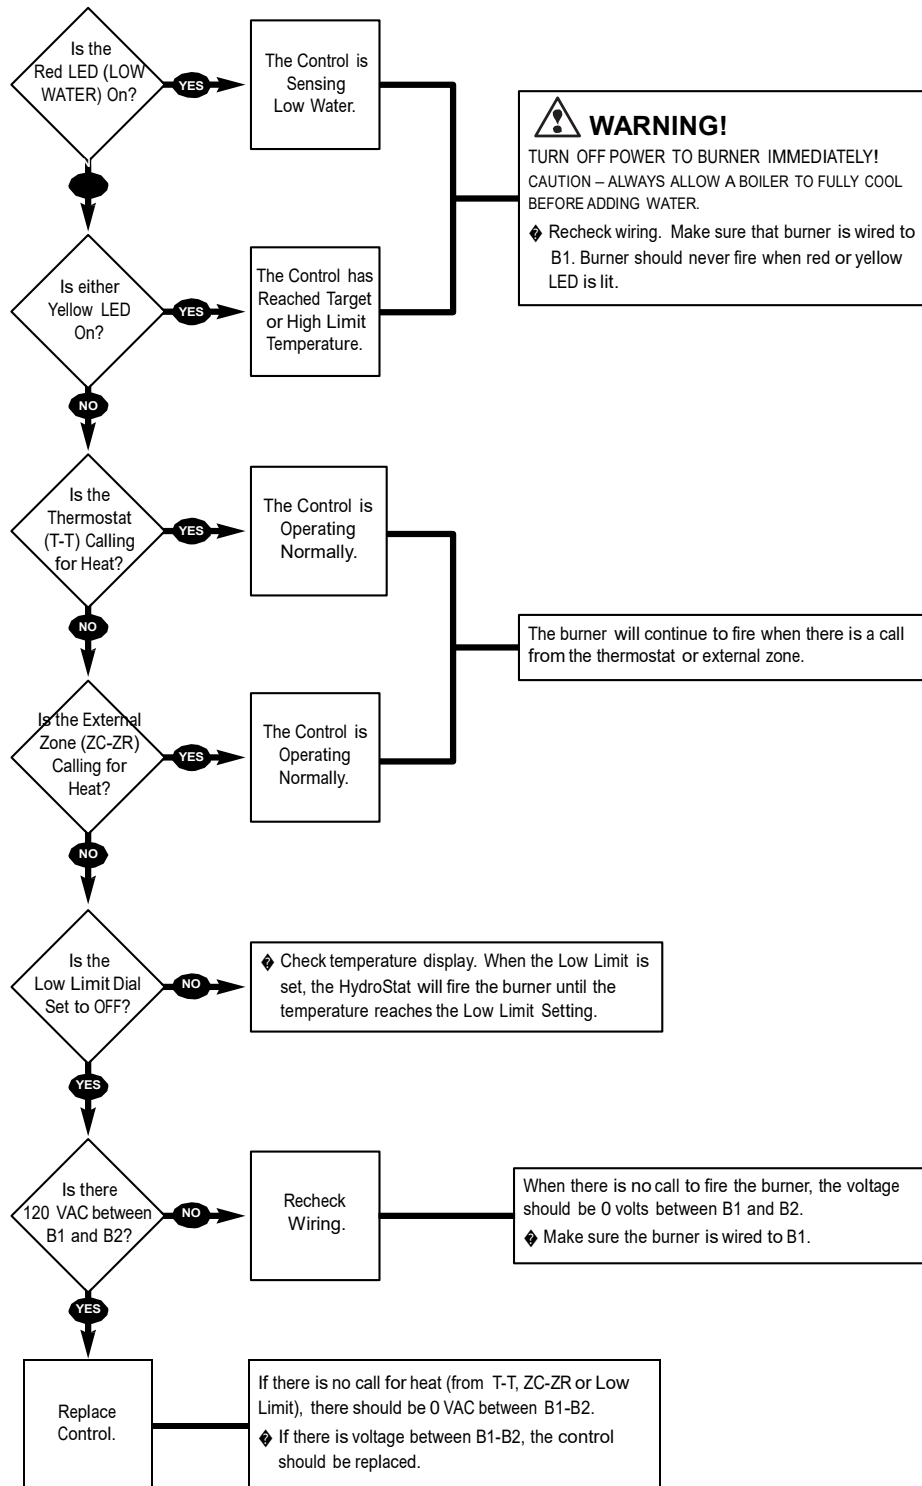 Is the
Red LED (LOW
WATER) On?
YES
The Control is
Sensing
Low Water.
WARNING!
TURN OFF POWER TO BURNER IMMEDIATELY!
CAUTION – ALWAYS ALLOW A BOILER TO FULLY COOL
BEFORE ADDING WATER.
Recheck wiring. Make sure that burner is wired to
B1. Burner should never fire when red or yellow
LED is lit.
Is either
Yellow LED
On?
YES
The Control has
Reached Target
or High Limit
Temperature.
NO
Is the
Thermostat
(T-T) Calling
for Heat?
YES
The Control is
Operating
Normally.
NO
The burner will continue to fire when there is a call
from the thermostat or external zone.
Is the External
Zone (ZC-ZR)
Calling for
Heat?
YES
The Control is
Operating
Normally.
NO
Is the
Low Limit Dial
Set to OFF?
NO
Check temperature display. When the Low Limit is
set, the HydroStat will fire the burner until the
temperature reaches the Low Limit Setting.
YES
Is there
120 VAC between
B1 and B2?
NO
Recheck
Wiring.
When there is no call to fire the burner, the voltage
should be 0 volts between B1 and B2.
Make sure the burner is wired to B1.
YES
Replace
Control.
If there is no call for heat (from T-T, ZC-ZR or Low
Limit), there should be 0 VAC between B1-B2.
If there is voltage between B1-B2, the control
should be replaced.